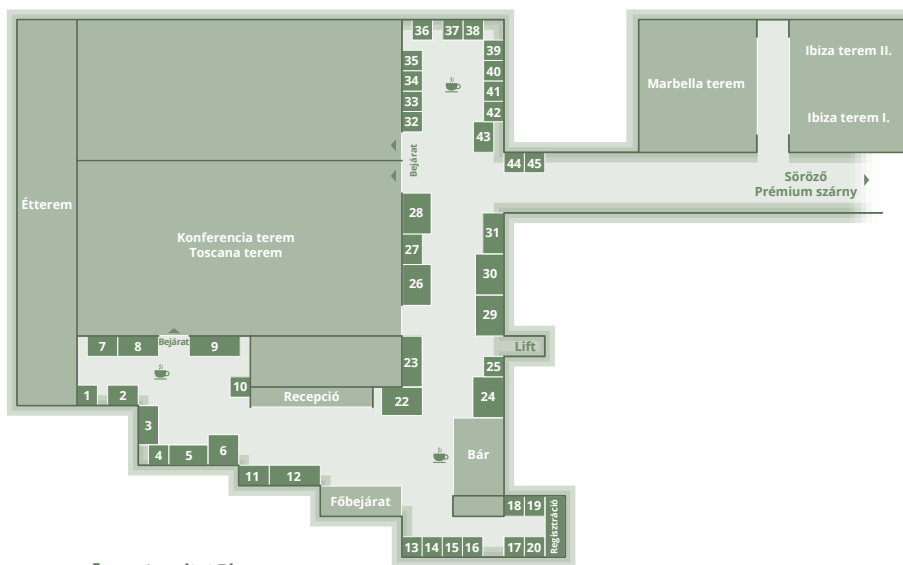 36 37 38
39
35
40
34
41
33
42
32
43
Marbella terem
Ibiza terem II.
Ibiza terem I.
Bejárat
44 45
Söröző
Prémium szárny
Étterem
Konferencia terem
Toscana terem
28
31
27
30
26
29
7 8 Bejárat 9
Lift
23
25
10
1 2
Recepció
22
24
3
4 5 6
Bár
11 12
Főbejárat
18 19
Regisztráció
13 14 15 16 17 20